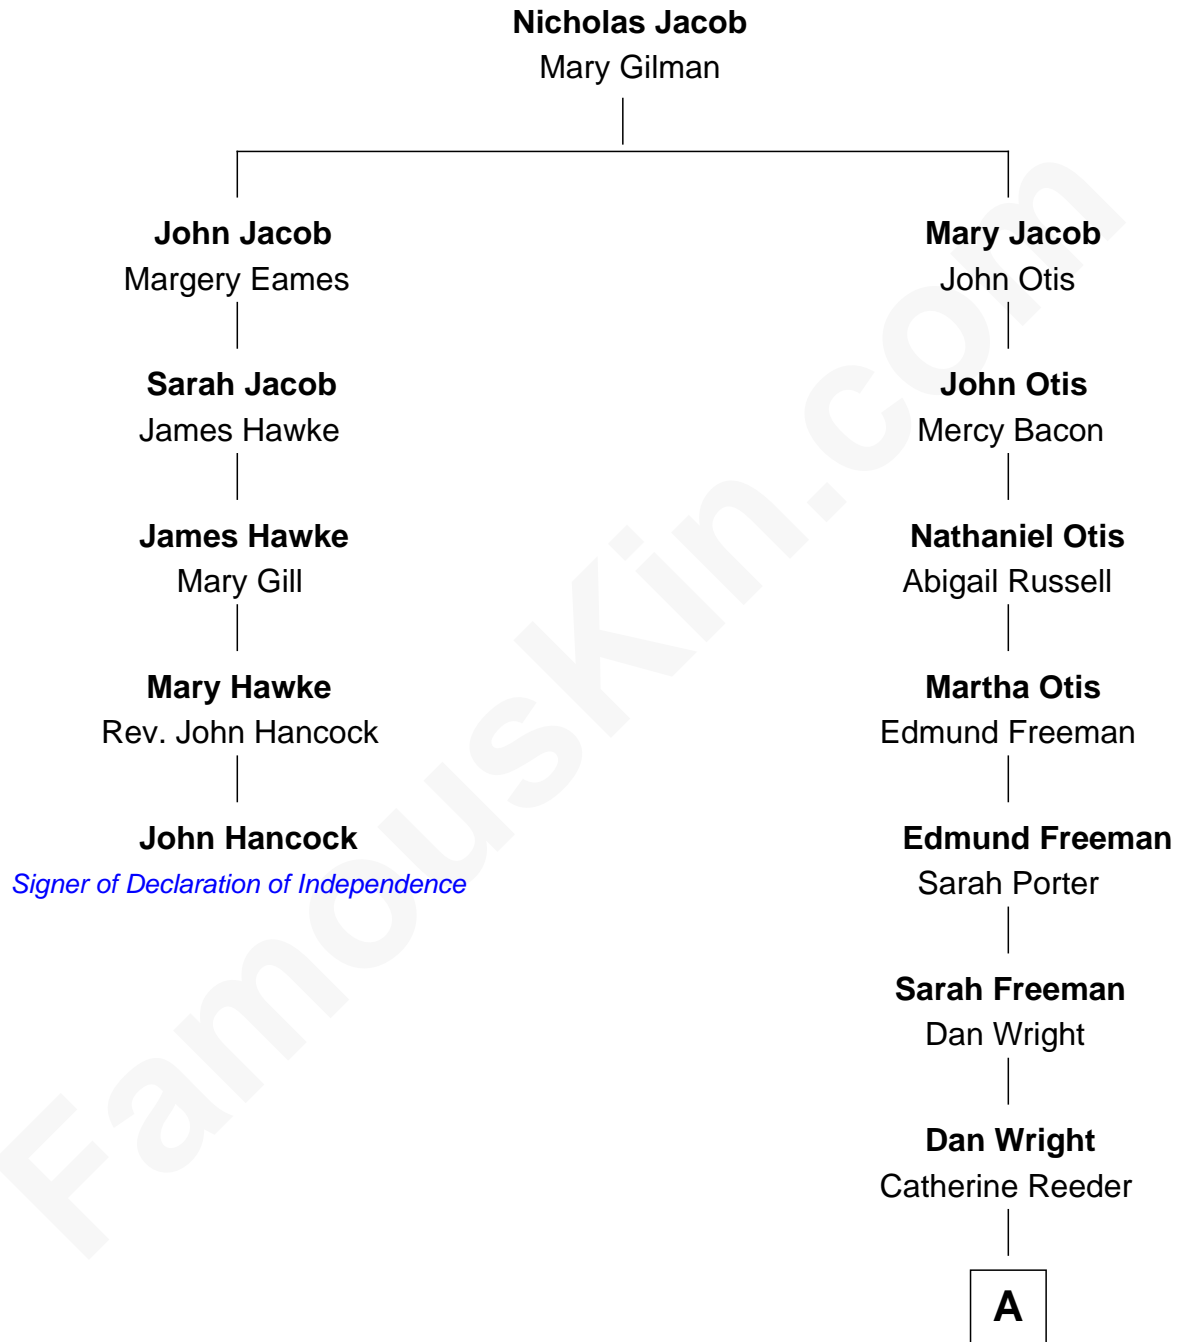 Nicholas Jacob
Mary Gilman
John Jacob
Margery Eames
Mary Jacob
John Otis
Sarah Jacob
James Hawke
John Otis
Mercy Bacon
James Hawke
Mary Gill
Nathaniel Otis
Abigail Russell
Mary Hawke
Rev. John Hancock
Martha Otis
Edmund Freeman
John Hancock
Signer of Declaration of Independence
Edmund Freeman
Sarah Porter
Sarah Freeman
Dan Wright
Dan Wright
Catherine Reeder
A
FamousKin.com